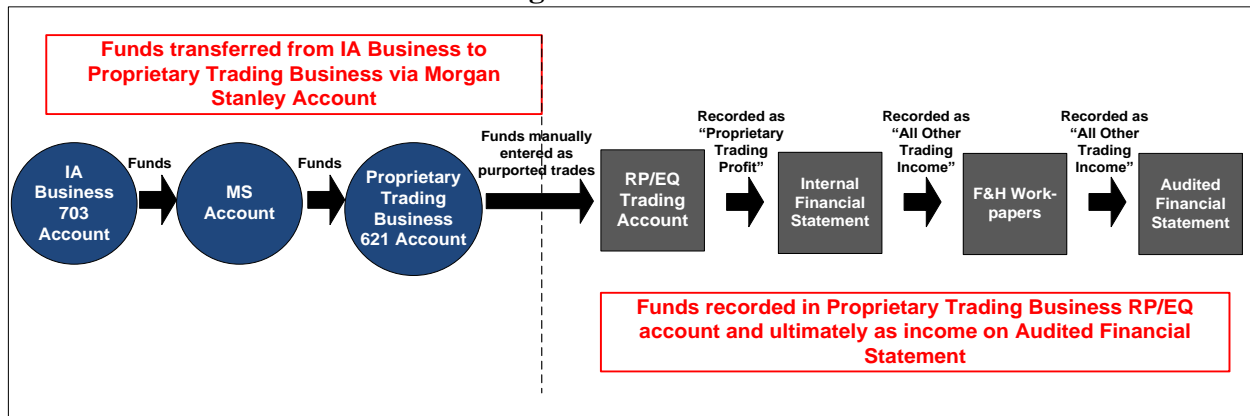 Funds transferred from IA Business to
Proprietary Trading Business via Morgan
Stanley Account
IA
Business
703
Account
Funds
MS
Account
Funds
Proprietary
Trading
Business
621 Account
Funds manually
entered as
purported trades
RP/EQ
Trading
Account
Recorded as
“Proprietary
Trading
Profit”
Internal
Financial
Statement
Recorded as
“All Other
Trading
Income”
F&H Work-
papers
Recorded as
“All Other
Trading
Income”
Audited
Financial
Statement
Funds recorded in Proprietary Trading Business RP/EQ
account and ultimately as income on Audited Financial
Statement